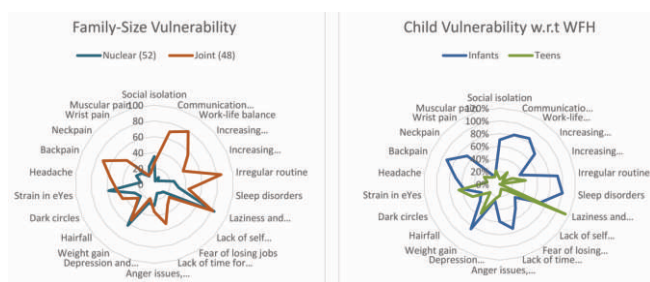 Family-Size Vulnerability
Nuclear (52) Joint (48)
Social isolation
100
80
60
40
20
0
Communication...
Work-life balance
Increasing...
Increasing...
Irregular routine
Sleep disorders
Laziness and...
Lack of self...
Fear of losing jobs
Lack of time for...
Anger issues,...
Depression and...
Weight gain
Hairfall
Dark circles
Strain in eYes
Headache
Backpain
Neckpain
Wrist pain
Muscular pain
Child Vulnerability w.r.t WFH
Infants Teens
Social isolation
120%
100%
80%
60%
40%
20%
0%
Communicatio...
Work-life...
Increasing...
Increasing...
Irregular routine
Sleep disorders
Laziness and...
Lack of self...
Fear of losing...
Lack of time...
Anger issues,...
Depression...
Weight gain
Hairfall
Dark circles
Strain in eYes
Headache
Backpain
Neckpain
Wrist pain
Muscular pain